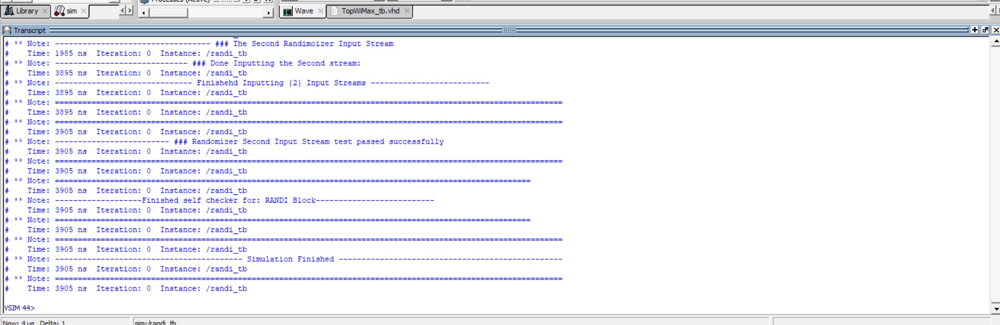 Processes (Active)
Library
sim
Wave
TopWiMax_tb.vhd
Transcript
# ** Note: ---------------------------------- ### The Second Randimoizer Input Stream
# Time: 1985 ns Iteration: 0 Instance: /randi_tb
# ** Note: ----------------------------- ### Done Inputting the Second stream:
# Time: 3895 ns Iteration: 0 Instance: /randi_tb
# ** Note: ------------------------------ Finishehd Inputting {2} Input Streams --------------------------
# Time: 3895 ns Iteration: 0 Instance: /randi_tb
# ** Note: ===============================================================================================================
# Time: 3895 ns Iteration: 0 Instance: /randi_tb
# ** Note: ===============================================================================================================
# Time: 3905 ns Iteration: 0 Instance: /randi_tb
# ** Note: ------------------------- ### Randomizer Second Input Stream test passed successfully
# Time: 3905 ns Iteration: 0 Instance: /randi_tb
# ** Note: ===============================================================================================================
# Time: 3905 ns Iteration: 0 Instance: /randi_tb
# ** Note: ========================================================================================================
# Time: 3905 ns Iteration: 0 Instance: /randi_tb
# ** Note: -------------------Finished self checker for: RANDI Block--------------------------
# Time: 3905 ns Iteration: 0 Instance: /randi_tb
# ** Note: ========================================================================================================
# Time: 3905 ns Iteration: 0 Instance: /randi_tb
# ** Note: ===============================================================================================================
# Time: 3905 ns Iteration: 0 Instance: /randi_tb
# ** Note: ----------------------------------------- Simulation Finished -------------------------------------------------
# Time: 3905 ns Iteration: 0 Instance: /randi_tb
# ** Note: ===============================================================================================================
# Time: 3905 ns Iteration: 0 Instance: /randi_tb
VSIM 44>
Now: 4 us Delta: 1
sim:/randi_tb